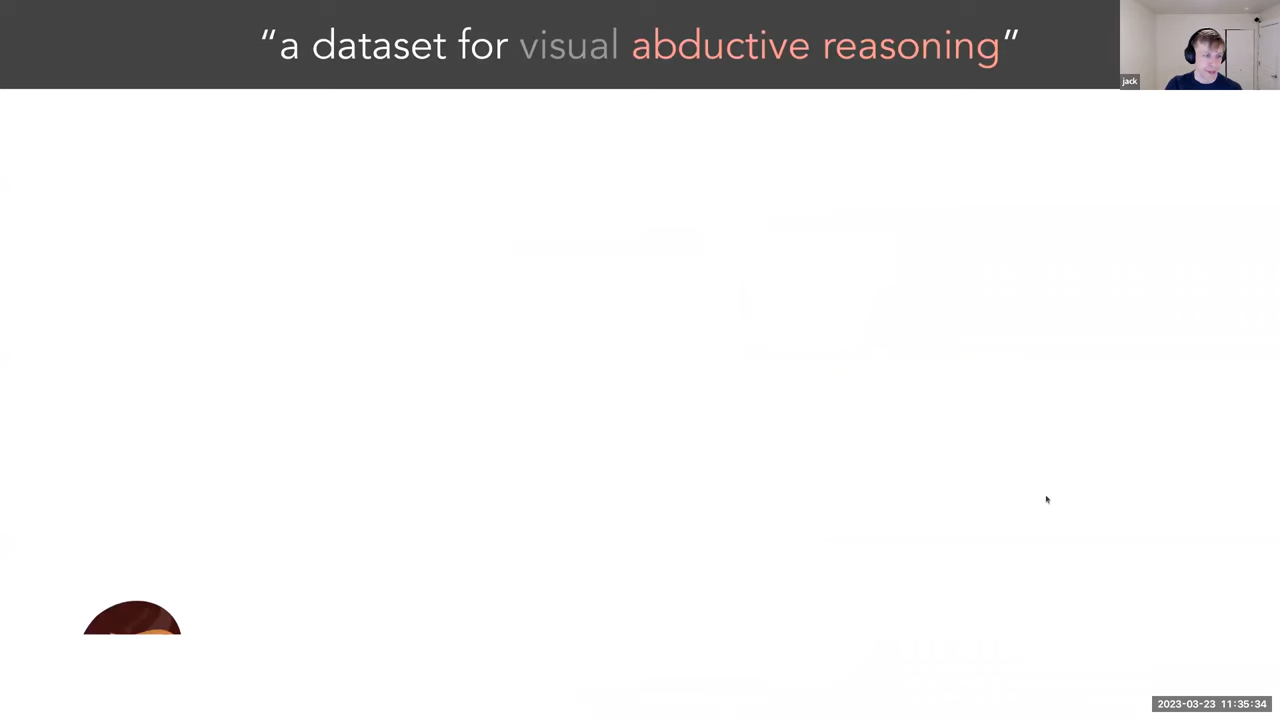 “a dataset for visual abductive reasoning”
jack
2023-03-23 11:35:34